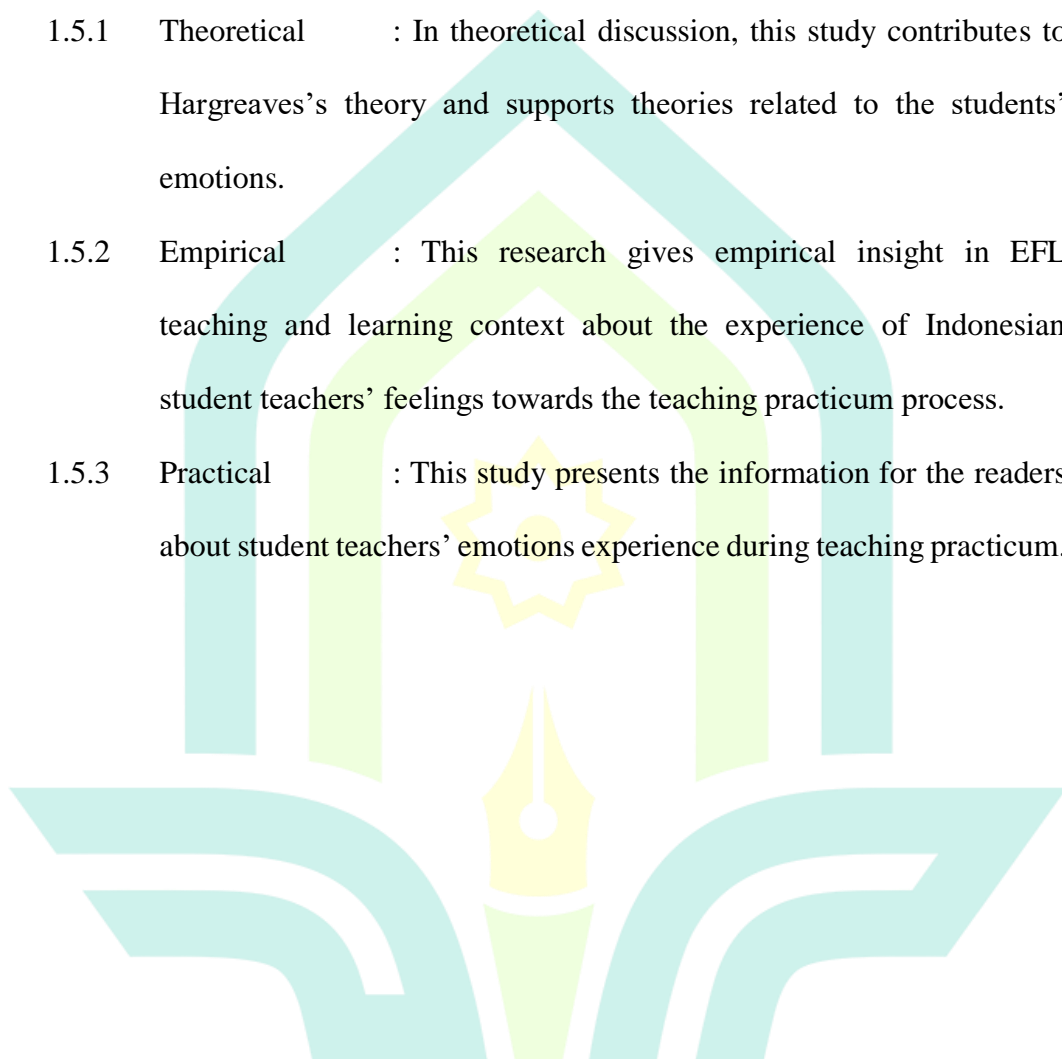 1.5.1 Theoretical : In theoretical discussion, this study contributes to
Hargreaves’s theory and supports theories related to the students’
emotions.
1.5.2 Empirical : This research gives empirical insight in EFL
teaching and learning context about the experience of Indonesian
student teachers’ feelings towards the teaching practicum process.
1.5.3 Practical : This study presents the information for the readers
about student teachers’ emotions experience during teaching practicum.